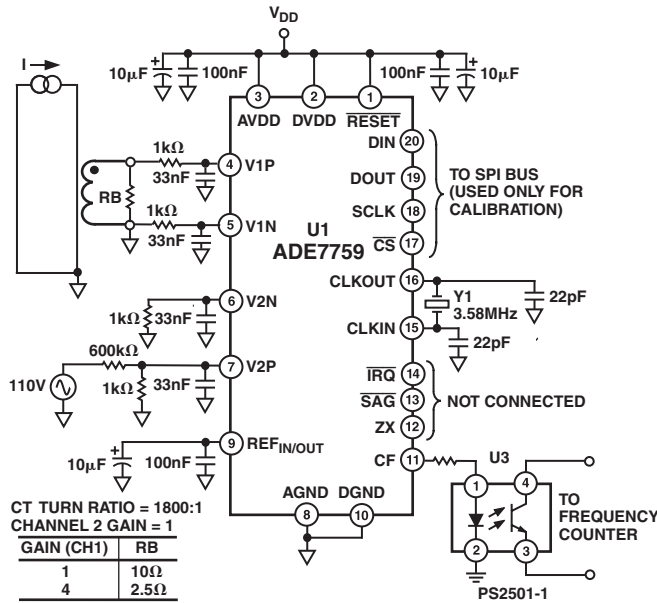 VDD
I
10μF
+
100nF
100nF
+
10μF
3
2
1
AVDD
DVDD
RESET
DIN
20
DOUT
19
SCLK
18
CS
17
TO SPI BUS
(USED ONLY FOR
CALIBRATION)
1kΩ
33nF
4
V1P
RB
1kΩ
33nF
5
V1N
U1
ADE7759
CLKOUT
16
Y1
3.58MHz
22pF
CLKIN
15
22pF
6
V2N
1kΩ
33nF
600kΩ
7
V2P
110V
1kΩ
33nF
IRQ
14
SAG
13
ZX
12
NOT CONNECTED
9
REFIN/OUT
+
10μF
100nF
CF
11
U3
1
4
2
3
TO
FREQUENCY
COUNTER
PS2501-1
AGND
DGND
8
10
CT TURN RATIO = 1800:1
CHANNEL 2 GAIN = 1
GAIN (CH1) RB
1 10Ω
4 2.5Ω